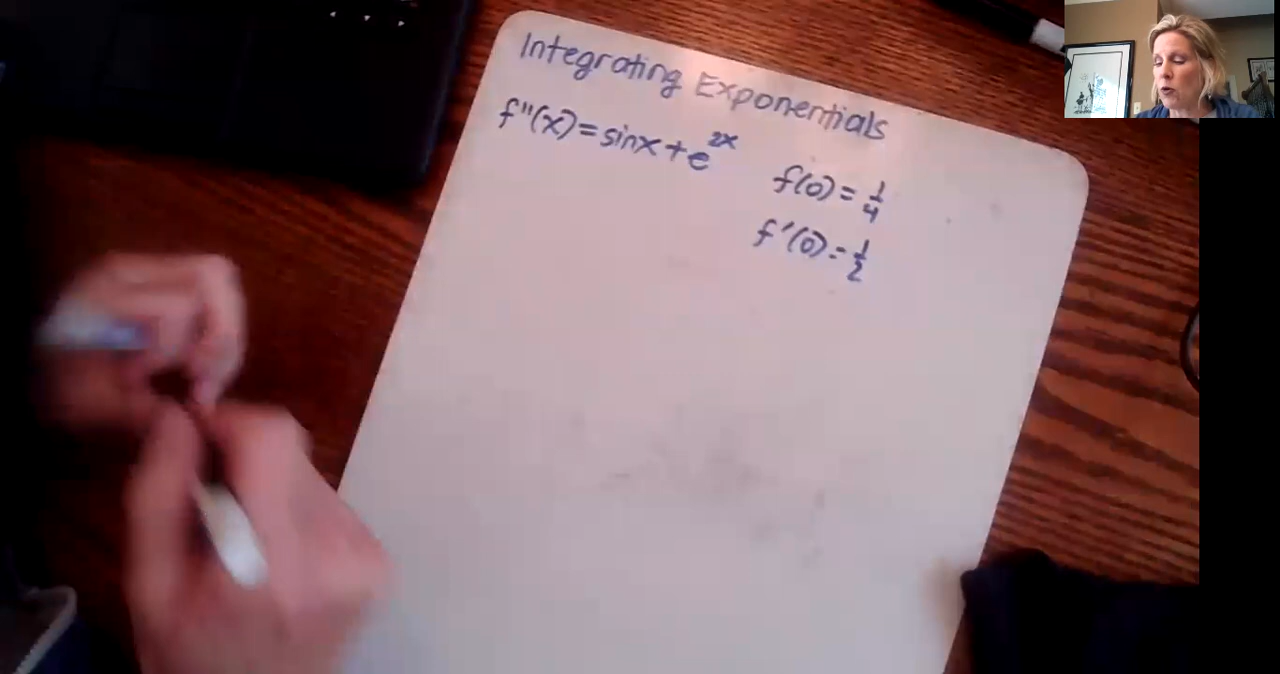 Integrating Exponentials
f''(x) = sinx + e^{2x}
f(0) = 1/4
f'(0) = 1/2